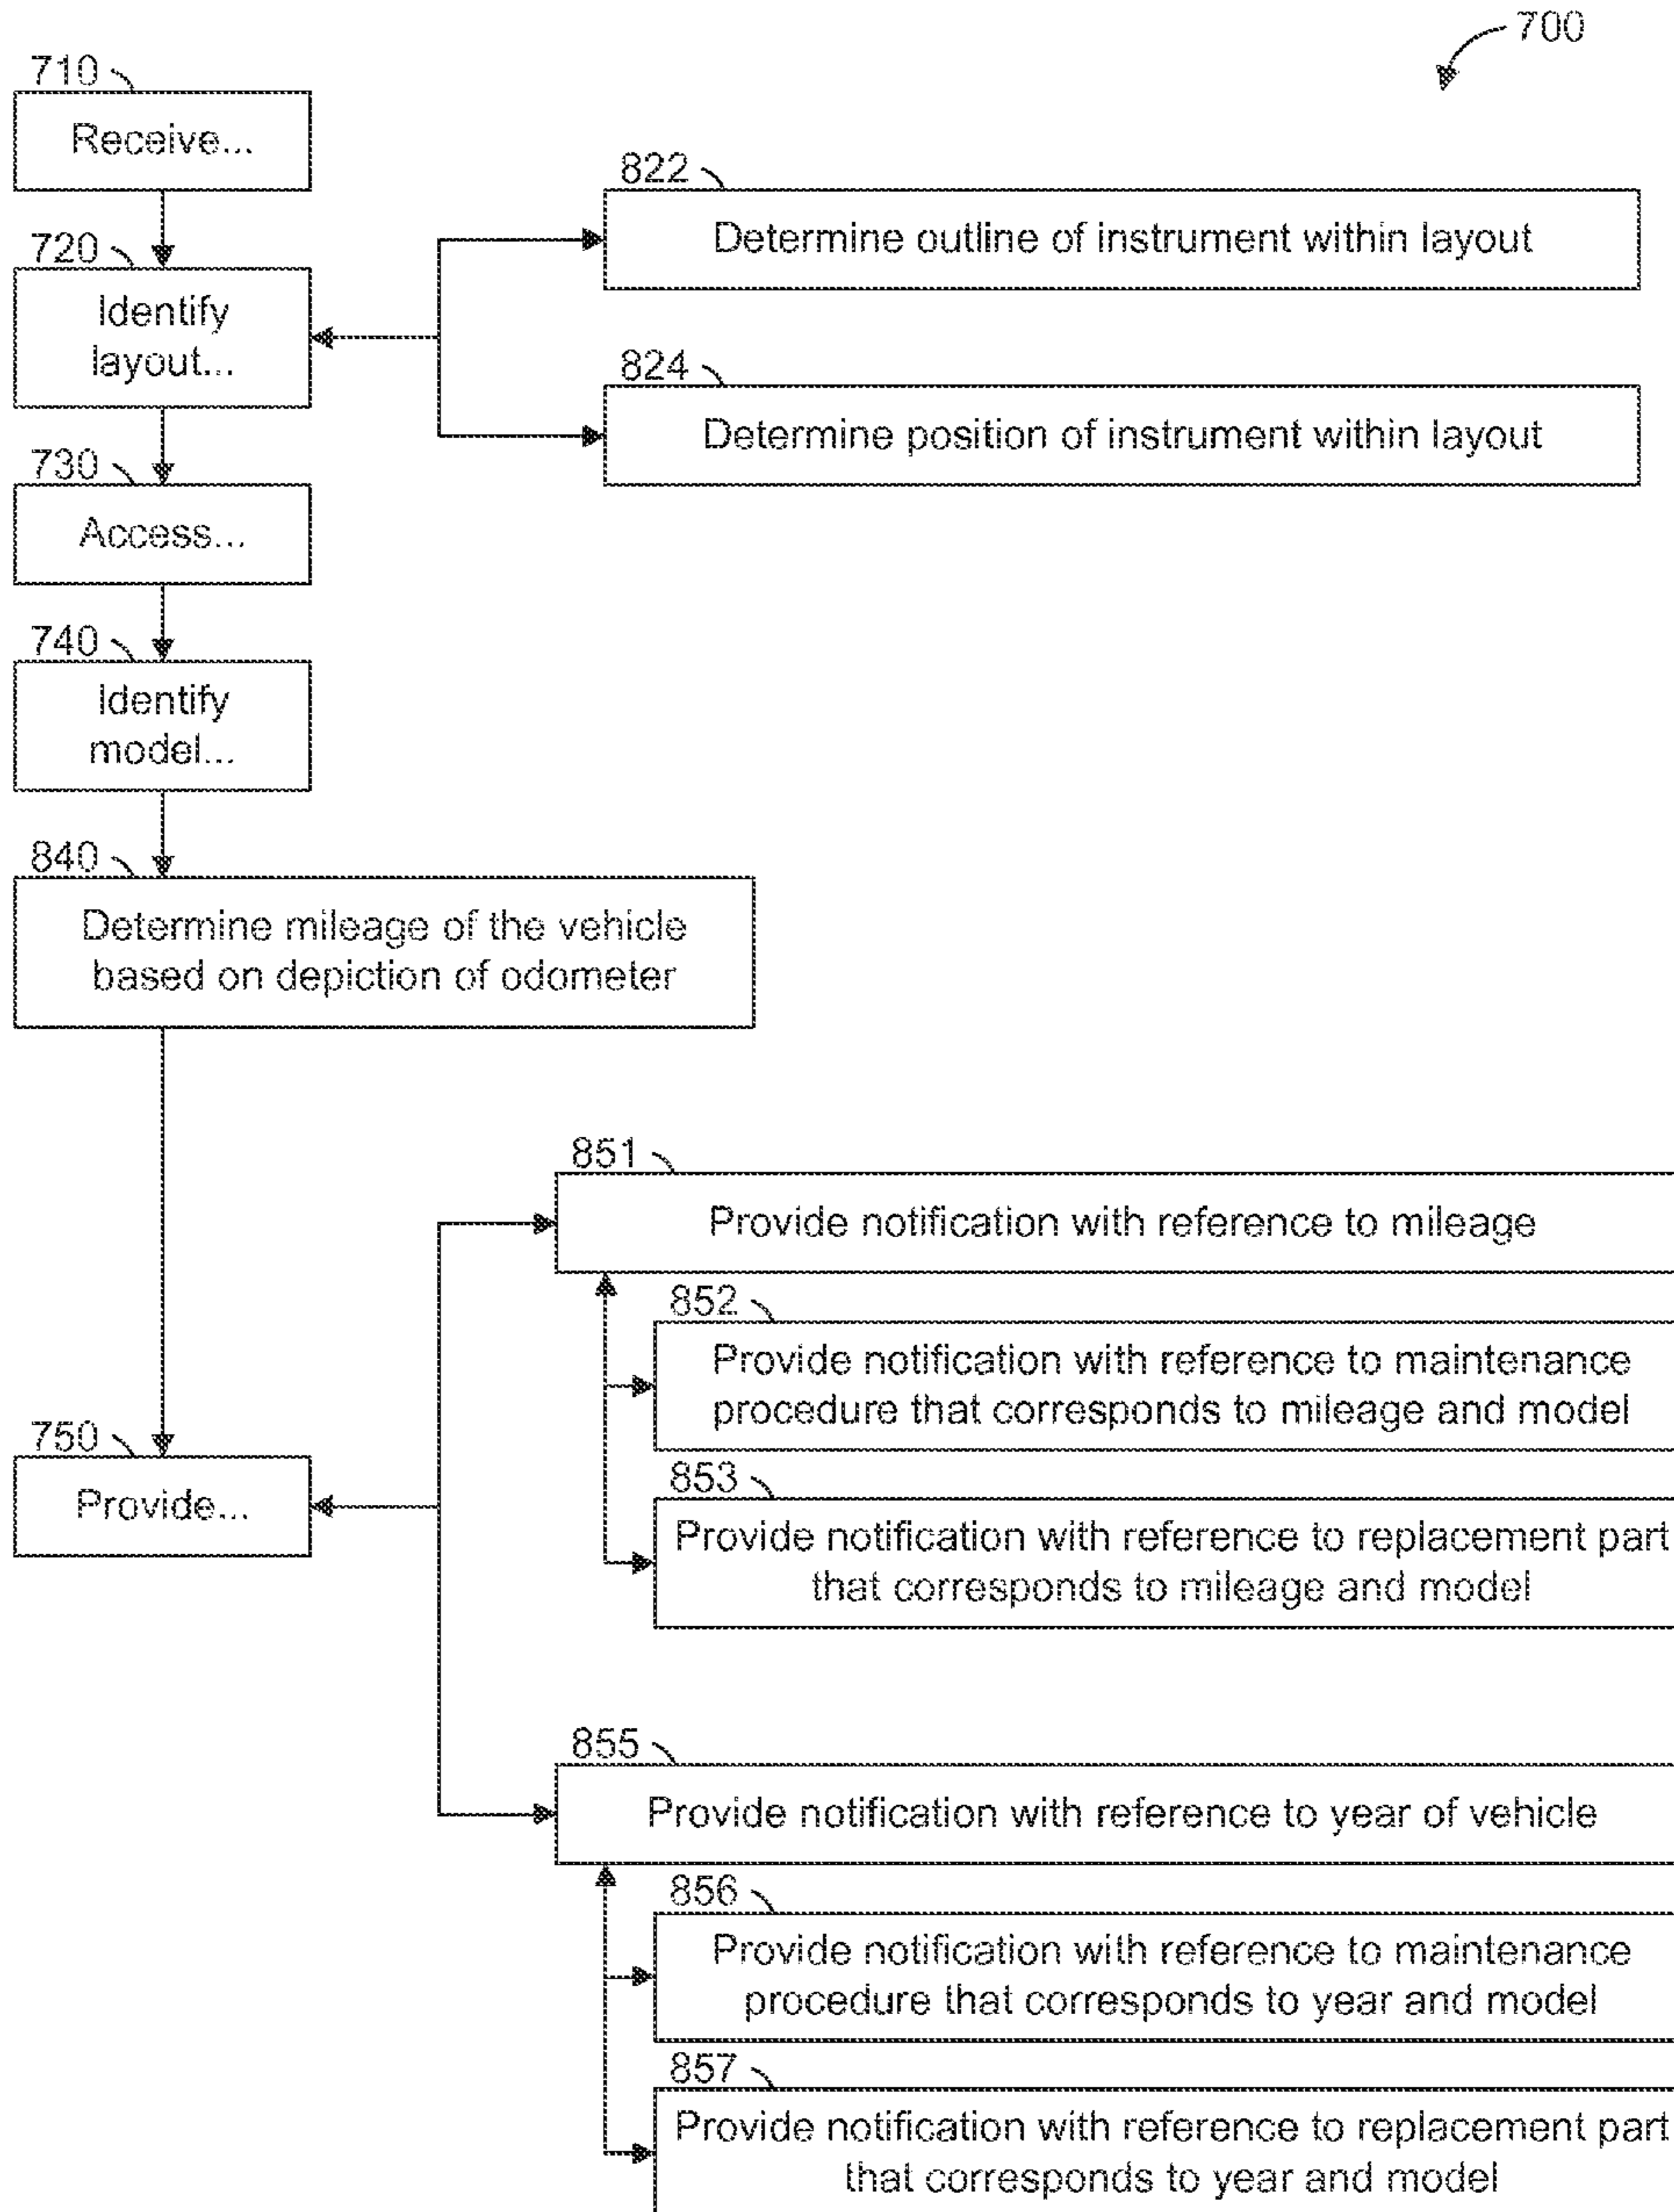 700
710
Receive...
720
Identify
layout...
822
Determine outline of instrument within layout
824
Determine position of instrument within layout
730
Access...
740
Identify
model...
840
Determine mileage of the vehicle
based on depiction of odometer
750
Provide...
851
Provide notification with reference to mileage
852
Provide notification with reference to maintenance
procedure that corresponds to mileage and model
853
Provide notification with reference to replacement part
that corresponds to mileage and model
855
Provide notification with reference to year of vehicle
856
Provide notification with reference to maintenance
procedure that corresponds to year and model
857
Provide notification with reference to replacement part
that corresponds to year and model